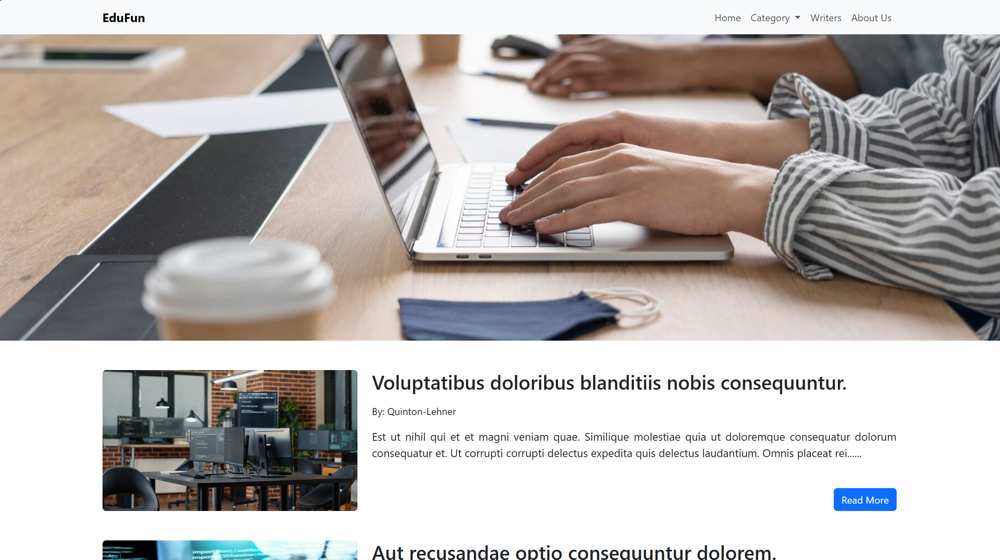 EduFun
Home Category Writers About Us
Voluptatibus doloribus blanditiis nobis consequuntur.
By: Quinton-Lehner
Est ut nihil qui et et magni veniam quae. Similique molestiae quia ut doloremque consequatur dolorum
consequatur et. Ut corrupti corrupti delectus expedita quis delectus laudantium. Omnis placeat rei......
Read More
import React, { useEffect
import { CSSTransition } from
Aut recusandae optio consequuntur dolorem.